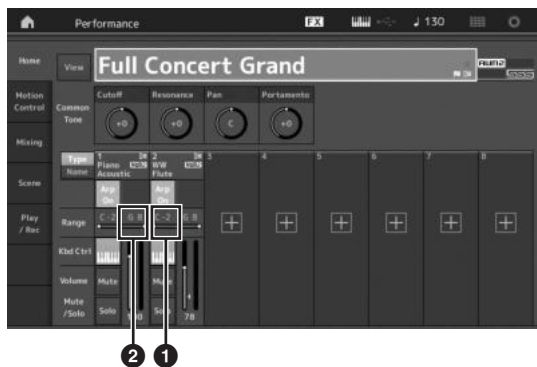 Performance FX ♩ 130
Home View Full Concert Grand AWM2
Motion Control
Common Tone
Cutoff Resonance Pan Portamento
+0 +0 C +0
Mixing
Type Name
1 Piano Acoustic
2 WW Flute
3 4 5 6 7 8
Scene
Arp On Arp On
Play / Rec
Range C -2 G 8 C -2 G 8
Kbd Ctrl
Volume Mute Mute
Mute /Solo Solo 78
2 1